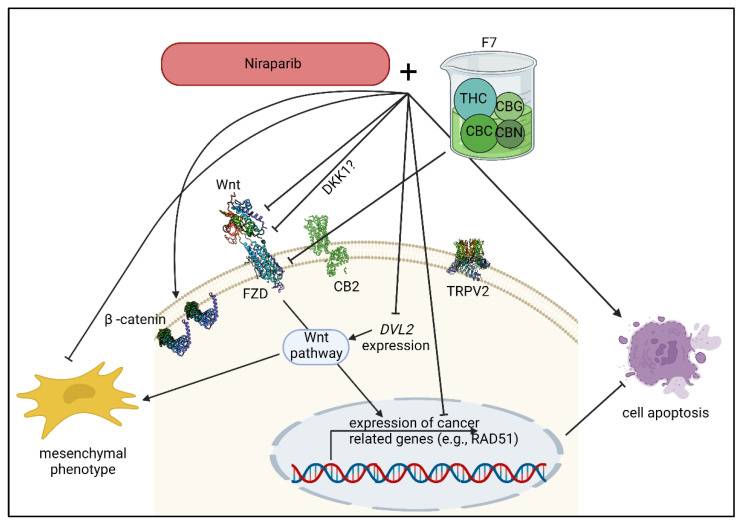 F7
Niraparib
+
THC
CBG
CBC
CBN
DKK1?
Wnt
FZD
CB2
TRPV2
β-catenin
Wnt
pathway
DVL2
expression
mesenchymal
phenotype
expression of cancer
related genes (e.g., RAD51)
cell apoptosis